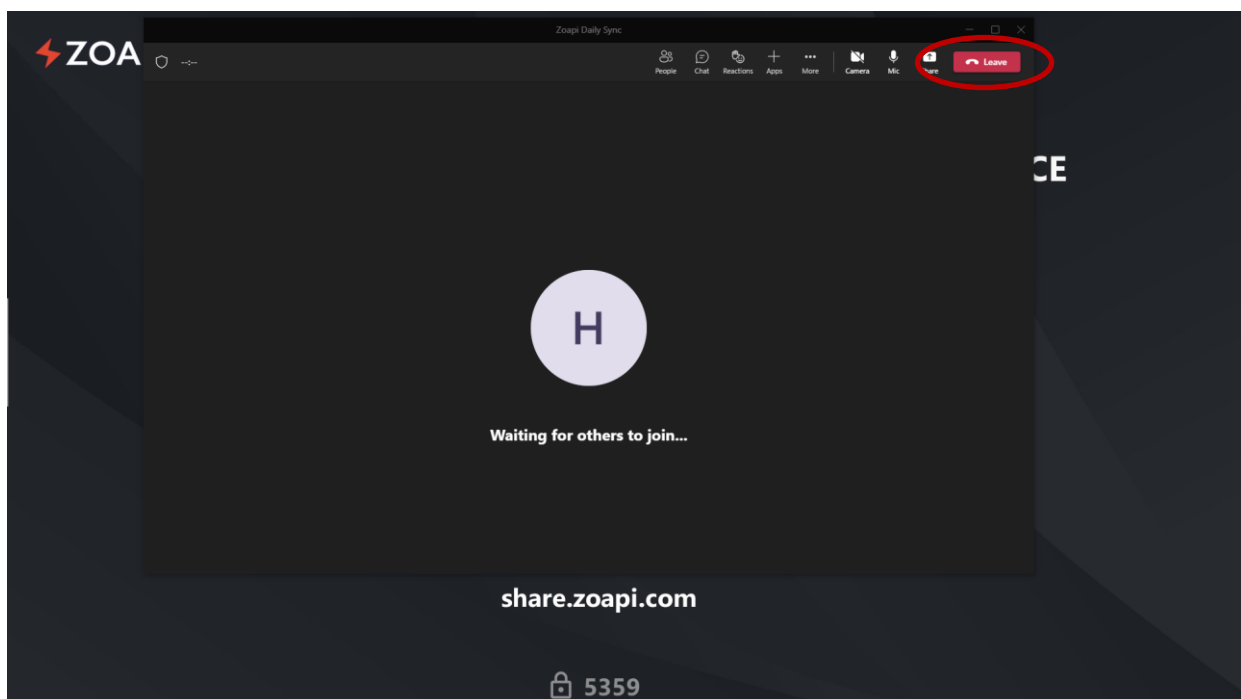 Zoapi Daily Sync
ZOA
--:--
People Chat Reactions Apps More Camera Mic Share Leave
CE
H
Waiting for others to join...
share.zoapi.com
5359